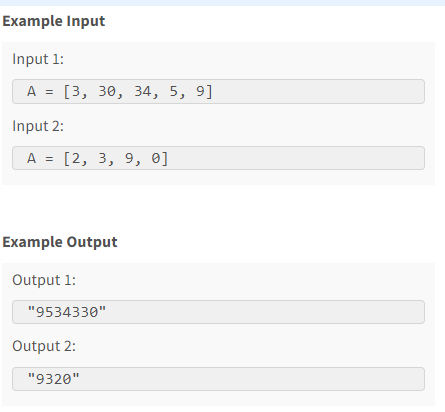 Example Input
Input 1:
A = [3, 30, 34, 5, 9]
Input 2:
A = [2, 3, 9, 0]
Example Output
Output 1:
"9534330"
Output 2:
"9320"